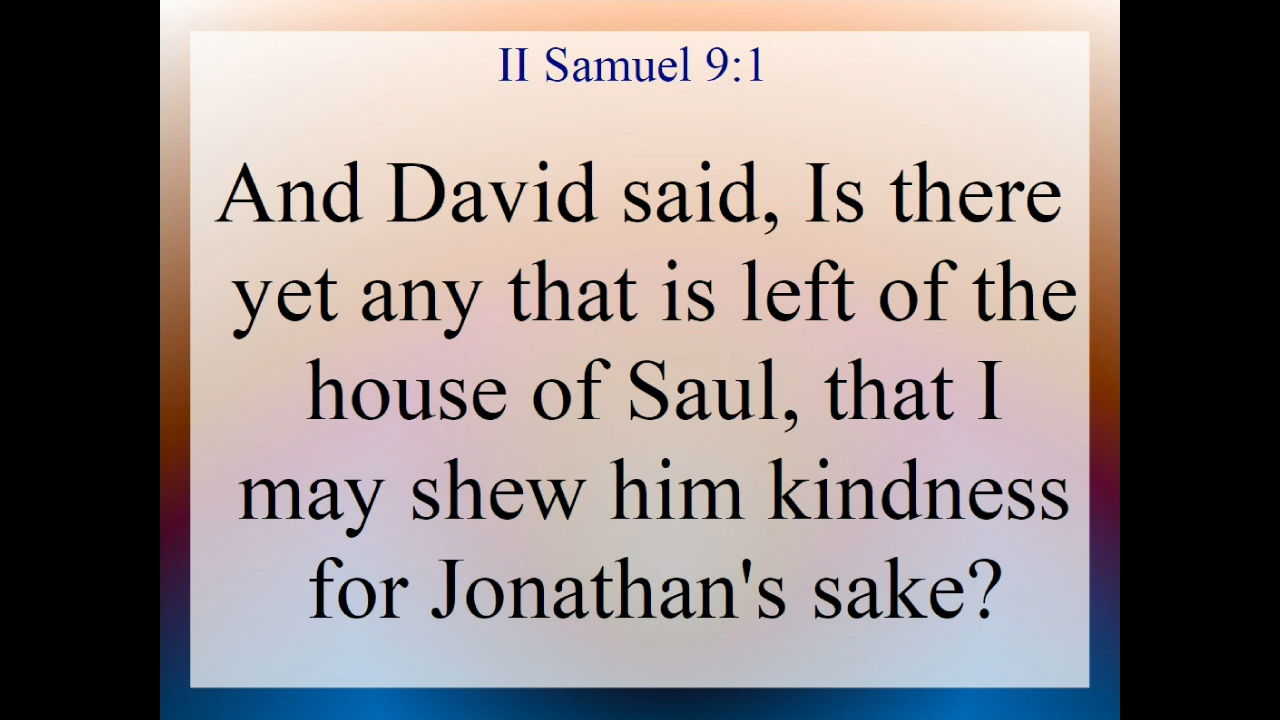 II Samuel 9:1
And David said, Is there
yet any that is left of the
house of Saul, that I
may shew him kindness
for Jonathan's sake?